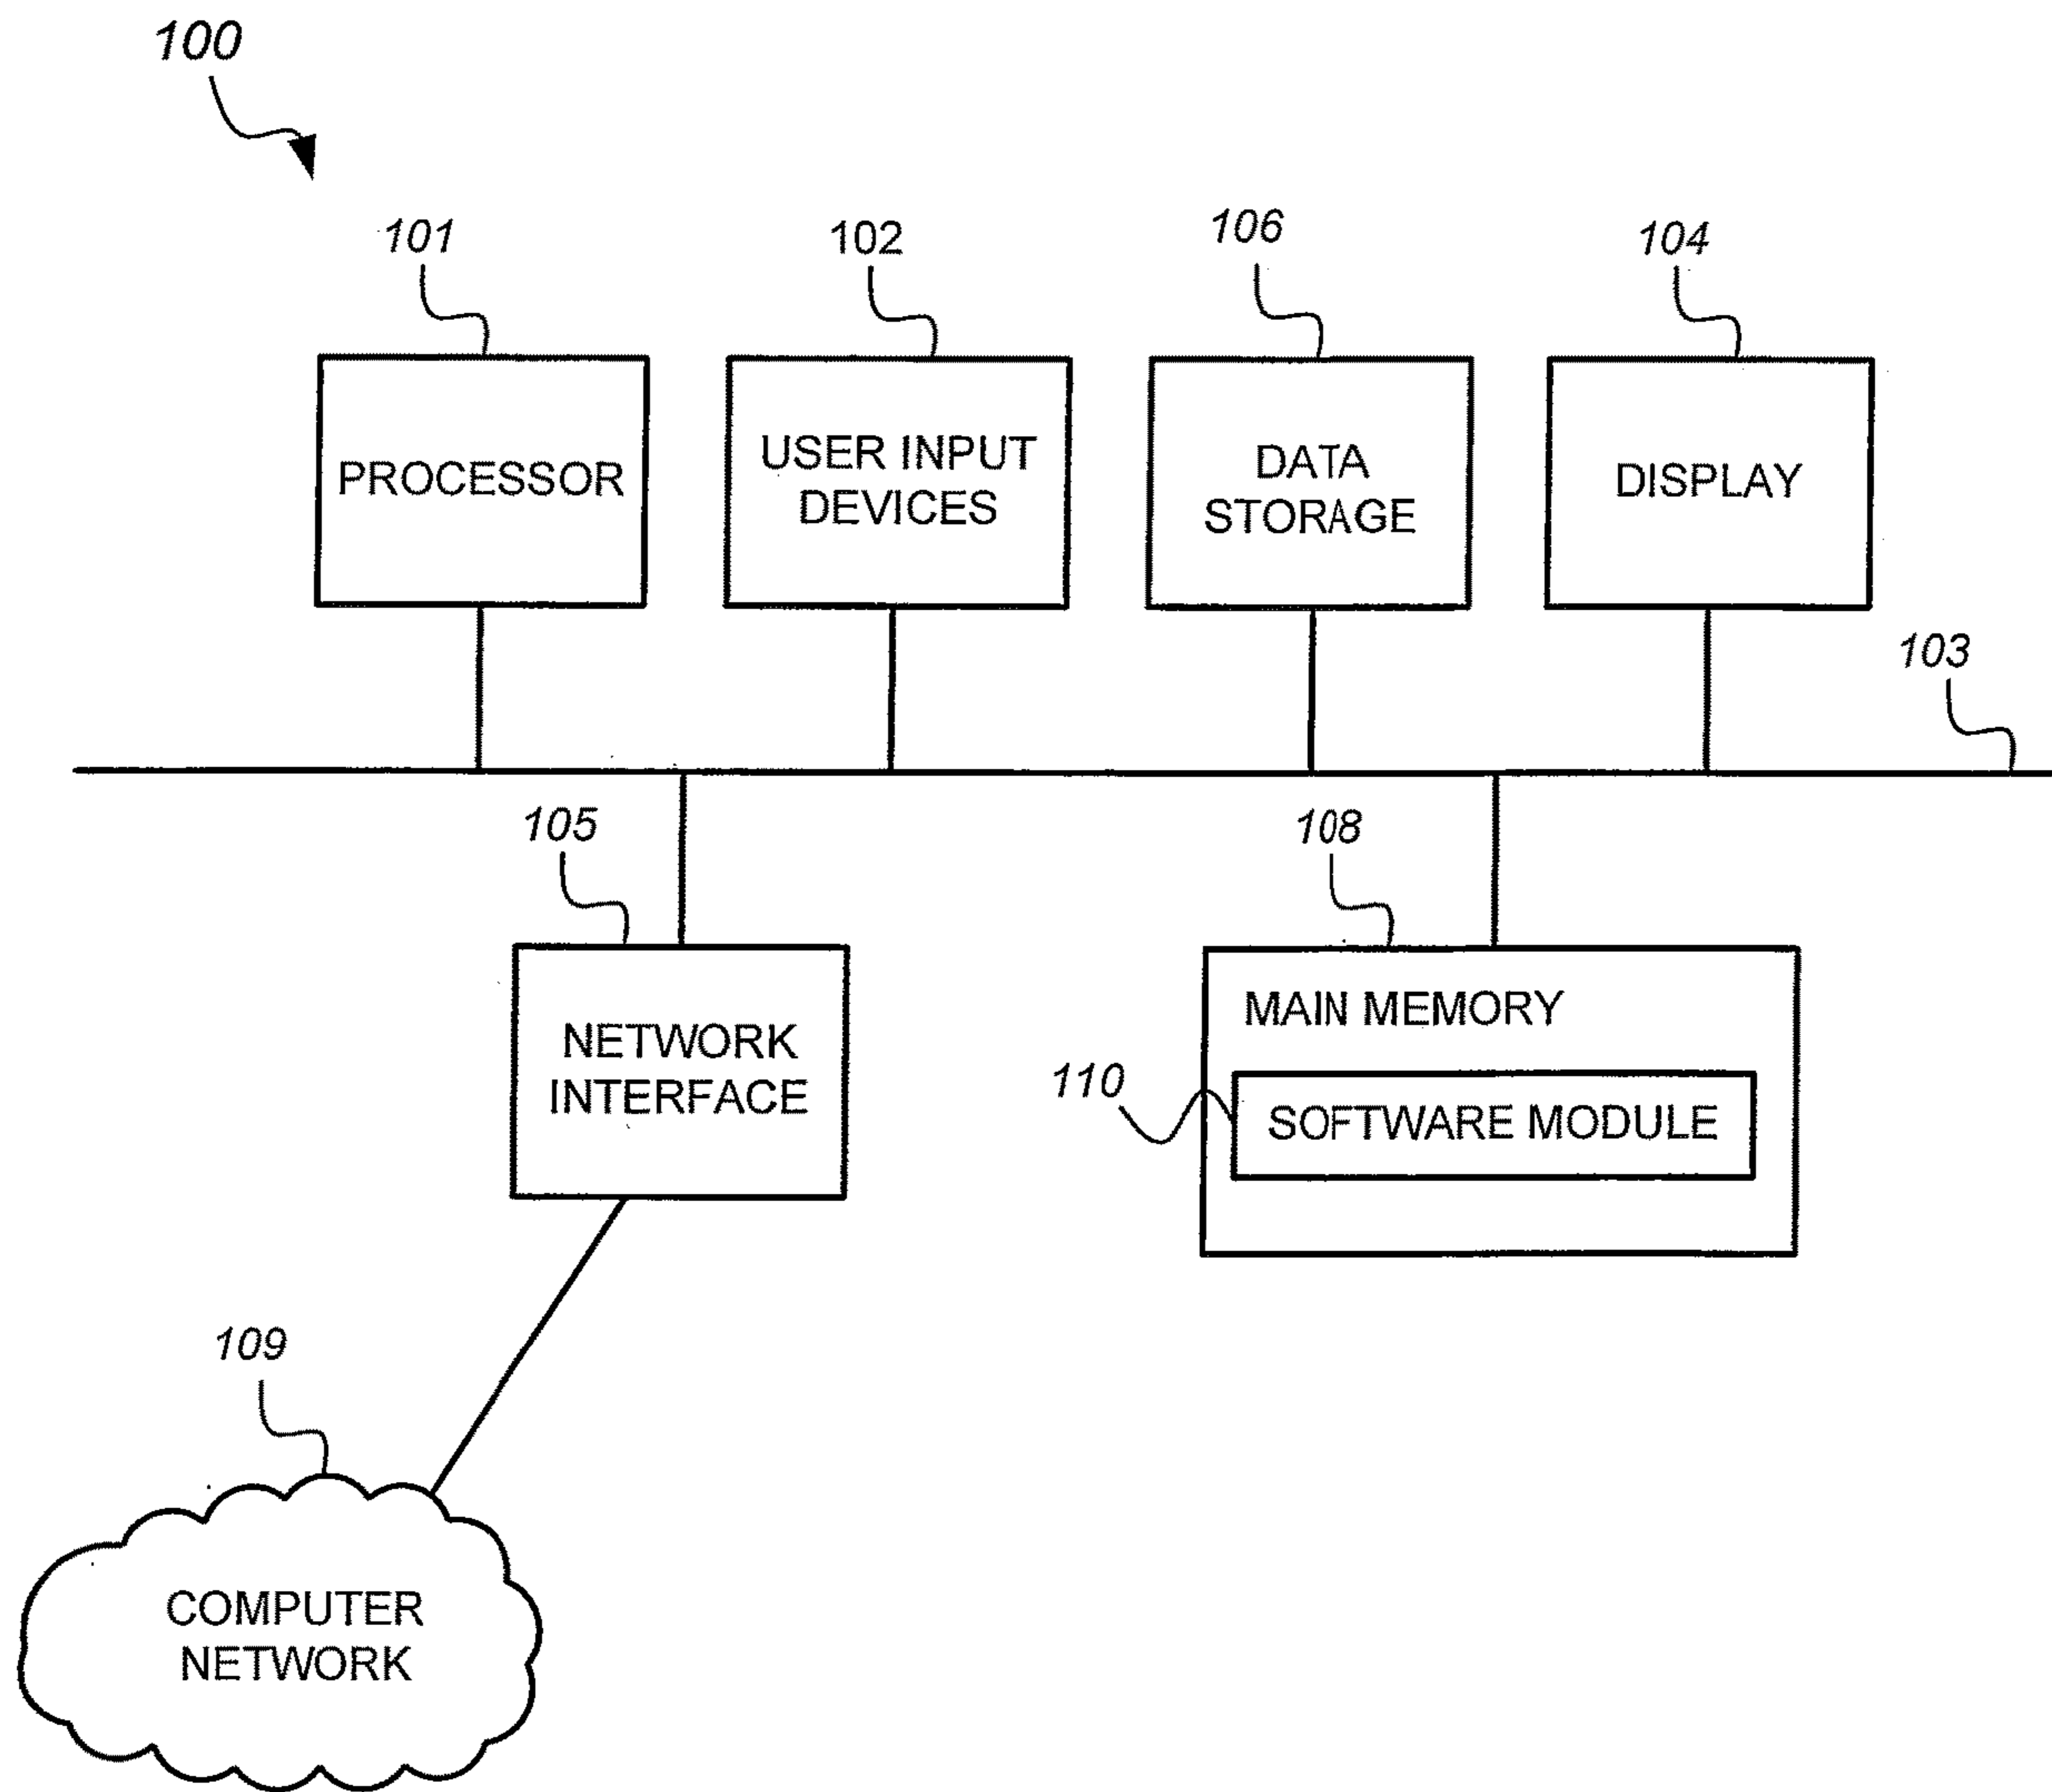 100
101
102
106
104
PROCESSOR
USER INPUT
DEVICES
DATA
STORAGE
DISPLAY
103
105
108
NETWORK
INTERFACE
MAIN MEMORY
110
SOFTWARE MODULE
109
COMPUTER
NETWORK